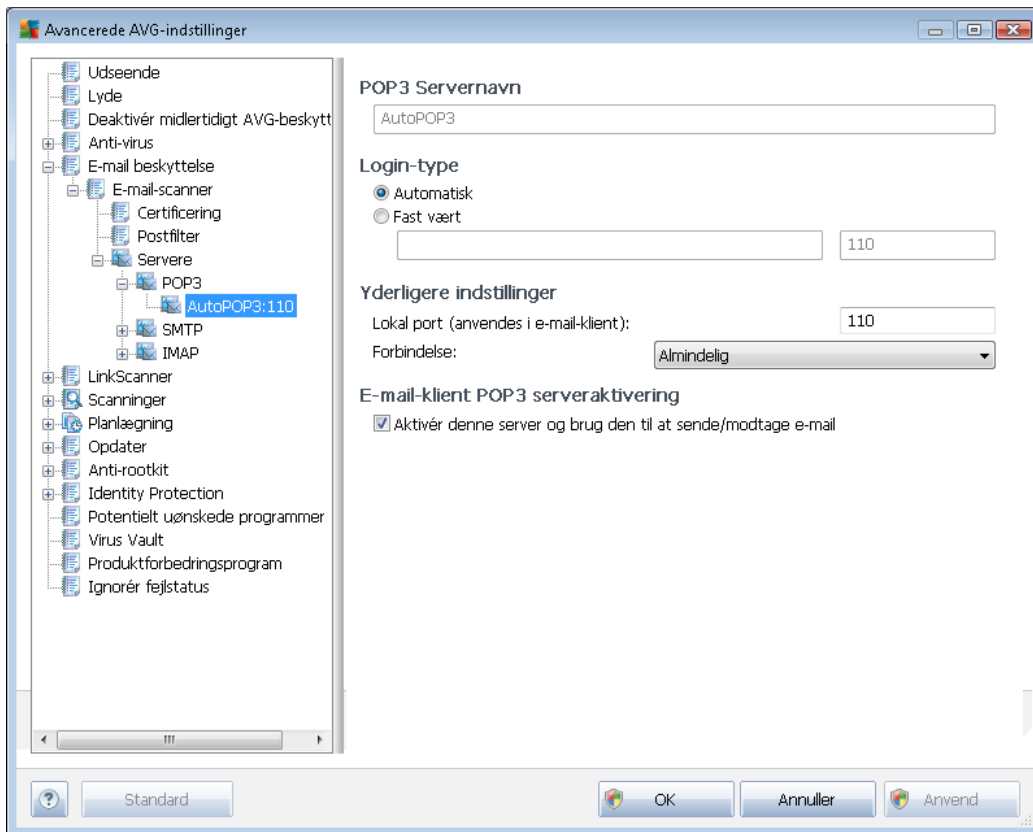 Avancerede AVG-indstillinger
Udseende
Lyde
Deaktivér midlertidigt AVG-beskytt
Anti-virus
E-mail beskyttelse
E-mail-scanner
Certificering
Postfilter
Servere
POP3
AutoPOP3:110
SMTP
IMAP
LinkScanner
Scanninger
Planlægning
Opdater
Anti-rootkit
Identity Protection
Potentielt uønskede programmer
Virus Vault
Produktforbedringsprogram
Ignorér fejlstatus
POP3 Servernavn
AutoPOP3
Login-type
Automatisk
Fast vært
110
Yderligere indstillinger
Lokal port (anvendes i e-mail-klient): 110
Forbindelse: Almindelig
E-mail-klient POP3 serveraktivering
Aktivér denne server og brug den til at sende/modtage e-mail
? Standard OK Annuller Anvend